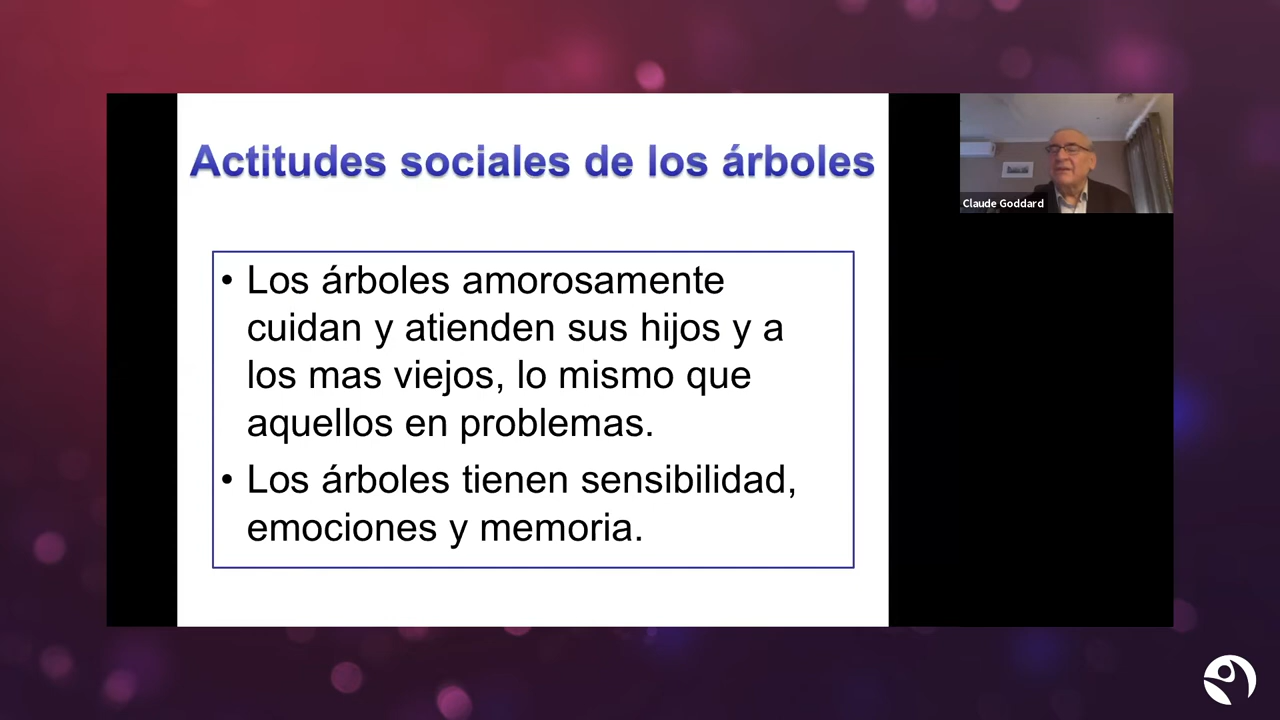 Actitudes sociales de los árboles
Claude Goddard
• Los árboles amorosamente
cuidan y atienden sus hijos y a
los mas viejos, lo mismo que
aquellos en problemas.
• Los árboles tienen sensibilidad,
emociones y memoria.